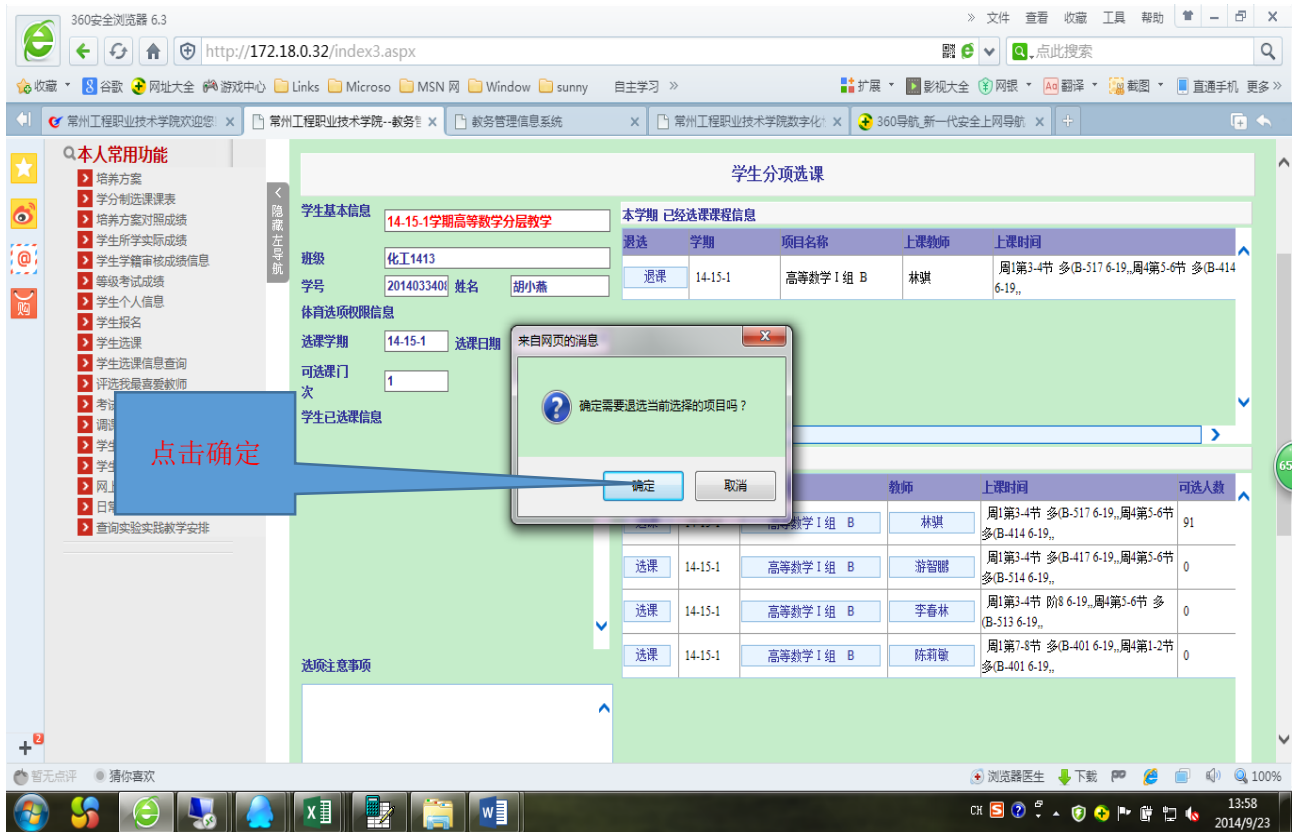 360安全浏览器 6.3
» 文件 查看 收藏 工具 帮助
http://172.18.0.32/index3.aspx
点此搜索
收藏 谷歌 网址大全 游戏中心 Links Microso MSN 网 Window sunny 自主学习 » 扩展 影视大全 网银 翻译 截图 直通手机 更多 »
常州工程职业技术学院欢迎您 常州工程职业技术学院--教务 教务管理信息系统 常州工程职业技术学院数字化 360导航_新一代安全上网导航
本人常用功能
培养方案
学分制选课课表
培养方案对照成绩
学生所学实际成绩
学生学籍审核成绩信息
等级考试成绩
学生个人信息
学生报名
学生选课
学生选课信息查询
评选我最喜爱教师
考
调
学
学
网上
日常
查询实验实践教学安排
隐藏左导航
购
点击确定
学生分项选课
学生基本信息
14-15-1学期高等数学分层教学
班级 化工1413
学号 2014033408 姓名 胡小燕
体育选项权限信息
选课学期 14-15-1 选课日期
可选课门次 1
学生已选课信息
选项注意事项
本学期 已经选课课程信息
退选 学期 项目名称 上课教师 上课时间
退课 14-15-1 高等数学 I 组 B 林骐 周1第3-4节 多(B-517 6-19,,周4第5-6节 多(B-414
6-19,,
来自网页的消息
确定需要退选当前选择的项目吗？
确定 取消
教师 上课时间 可选人数
选课 14-15-1 高等数学 I 组 B 林骐 周1第3-4节 多(B-517 6-19,,周4第5-6节 91
多(B-414 6-19,,
选课 14-15-1 高等数学 I 组 B 游智鹏 周1第3-4节 多(B-417 6-19,,周4第5-6节 0
多(B-514 6-19,,
选课 14-15-1 高等数学 I 组 B 李春林 周1第3-4节 阶8 6-19,,周4第5-6节 多 0
(B-513 6-19,,
选课 14-15-1 高等数学 I 组 B 陈莉敏 周1第7-8节 多(B-401 6-19,,周4第1-2节 0
多(B-401 6-19,,
65
2
暂无点评 猜你喜欢 浏览器医生 下载 100%
CH 13:58
2014/9/23